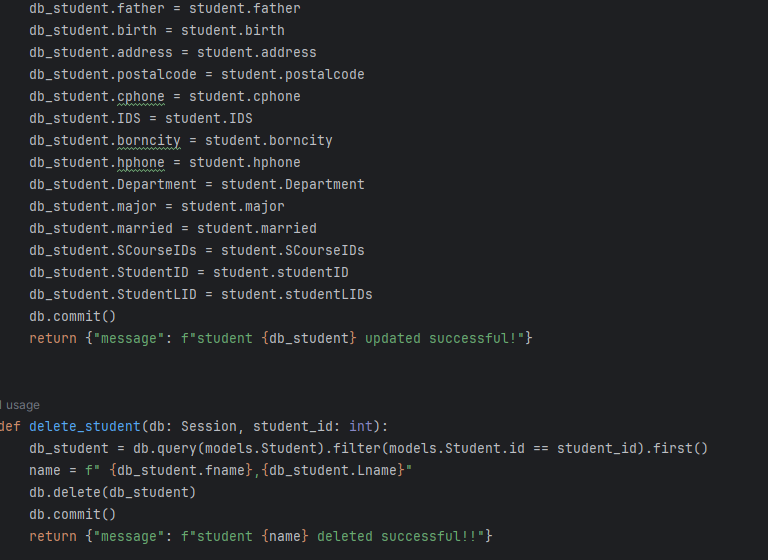 db_student.father = student.father
db_student.birth = student.birth
db_student.address = student.address
db_student.postalcode = student.postalcode
db_student.cphone = student.cphone
db_student.IDS = student.IDS
db_student.borncity = student.borncity
db_student.hphone = student.hphone
db_student.Department = student.Department
db_student.major = student.major
db_student.married = student.married
db_student.SCourseIDs = student.SCourseIDs
db_student.StudentID = student.studentID
db_student.StudentLID = student.studentLIDs
db.commit()
return {"message": f"student {db_student} updated successful!"}
usage
def delete_student(db: Session, student_id: int):
db_student = db.query(models.Student).filter(models.Student.id == student_id).first()
name = f" {db_student.fname},{db_student.Lname}"
db.delete(db_student)
db.commit()
return {"message": f"student {name} deleted successful!!"}